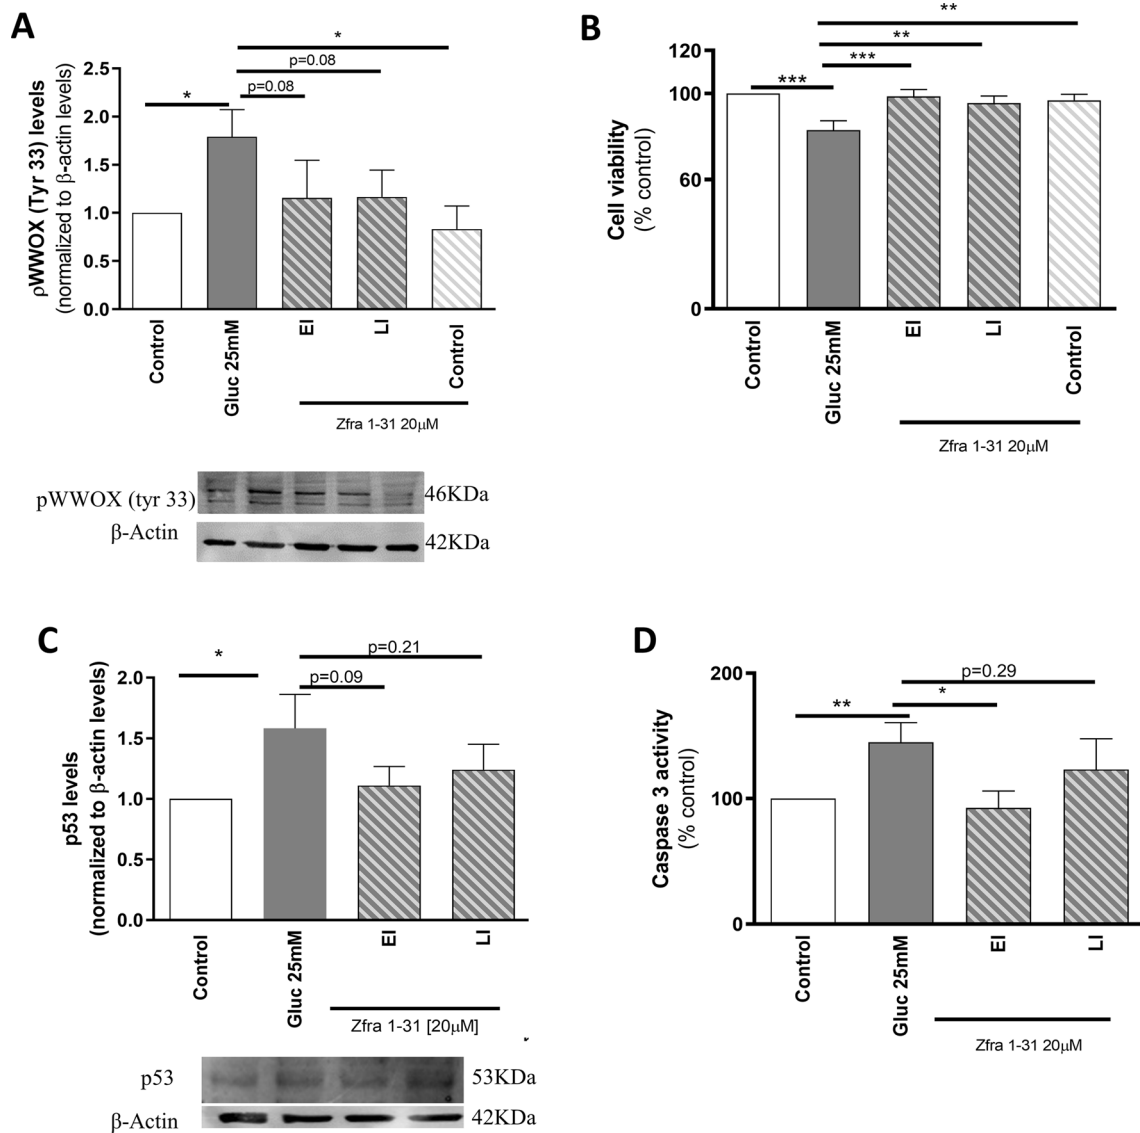 A
ρWWOX (Tyr 33) levels
(normalized to β-actin levels)
2.5
2.0
1.5
1.0
0.5
0.0
*
p=0.08
p=0.08
*
Control
Gluc 25mM
EI
LI
Control
Zfra 1-31 20μM
pWWOX (tyr 33)
46KDa
β-Actin
42KDa
B
Cell viability
(% control)
120
100
60
0
**
**
***
***
Control
Gluc 25mM
EI
LI
Control
Zfra 1-31 20μM
C
p53 levels
(normalized to β-actin levels)
2.0
1.5
1.0
0.5
0.0
*
p=0.21
p=0.09
Control
Gluc 25mM
EI
LI
Zfra 1-31 [20μM]
p53
53KDa
β-Actin
42KDa
D
Caspase 3 activity
(% control)
200
100
0
p=0.29
*
**
Control
Gluc 25mM
EI
LI
Zfra 1-31 20μM